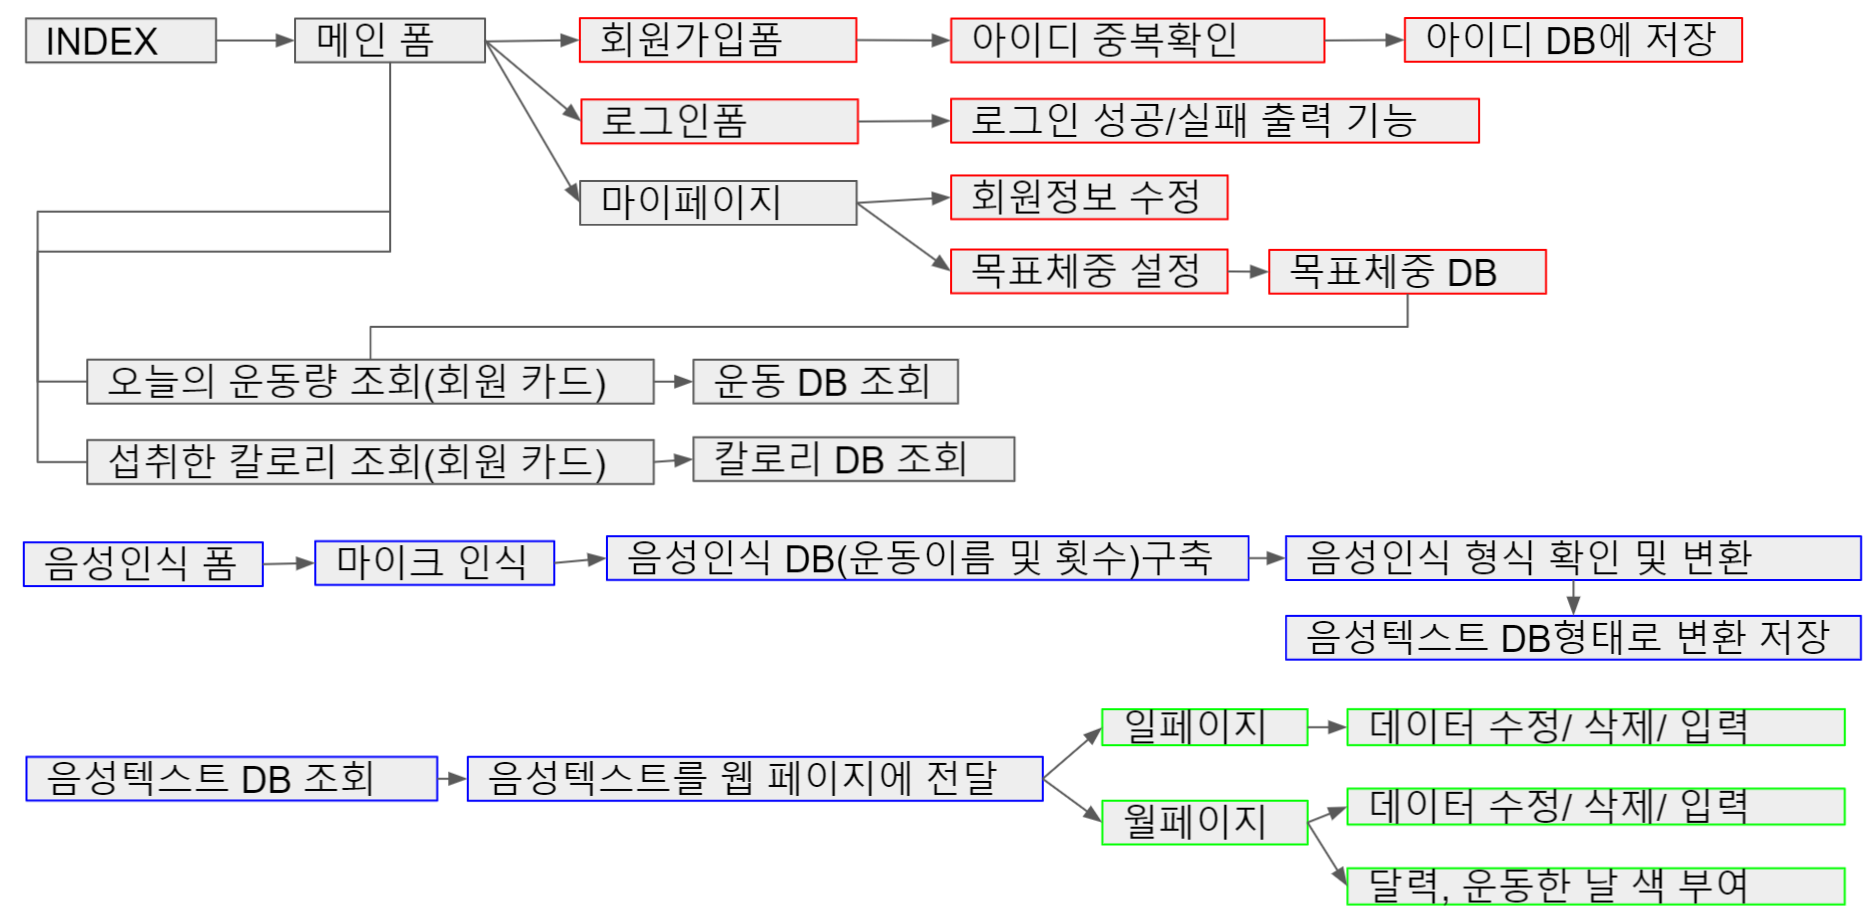 INDEX
메인 폼
회원가입폼
아이디 중복확인
아이디 DB에 저장
로그인폼
로그인 성공/실패 출력 기능
마이페이지
회원정보 수정
목표체중 설정
목표체중 DB
오늘의 운동량 조회(회원 카드)
운동 DB 조회
섭취한 칼로리 조회(회원 카드)
칼로리 DB 조회
음성인식 폼
마이크 인식
음성인식 DB(운동이름 및 횟수)구축
음성인식 형식 확인 및 변환
음성텍스트 DB형태로 변환 저장
음성텍스트 DB 조회
음성텍스트를 웹 페이지에 전달
일페이지
데이터 수정/ 삭제/ 입력
월페이지
데이터 수정/ 삭제/ 입력
달력, 운동한 날 색 부여